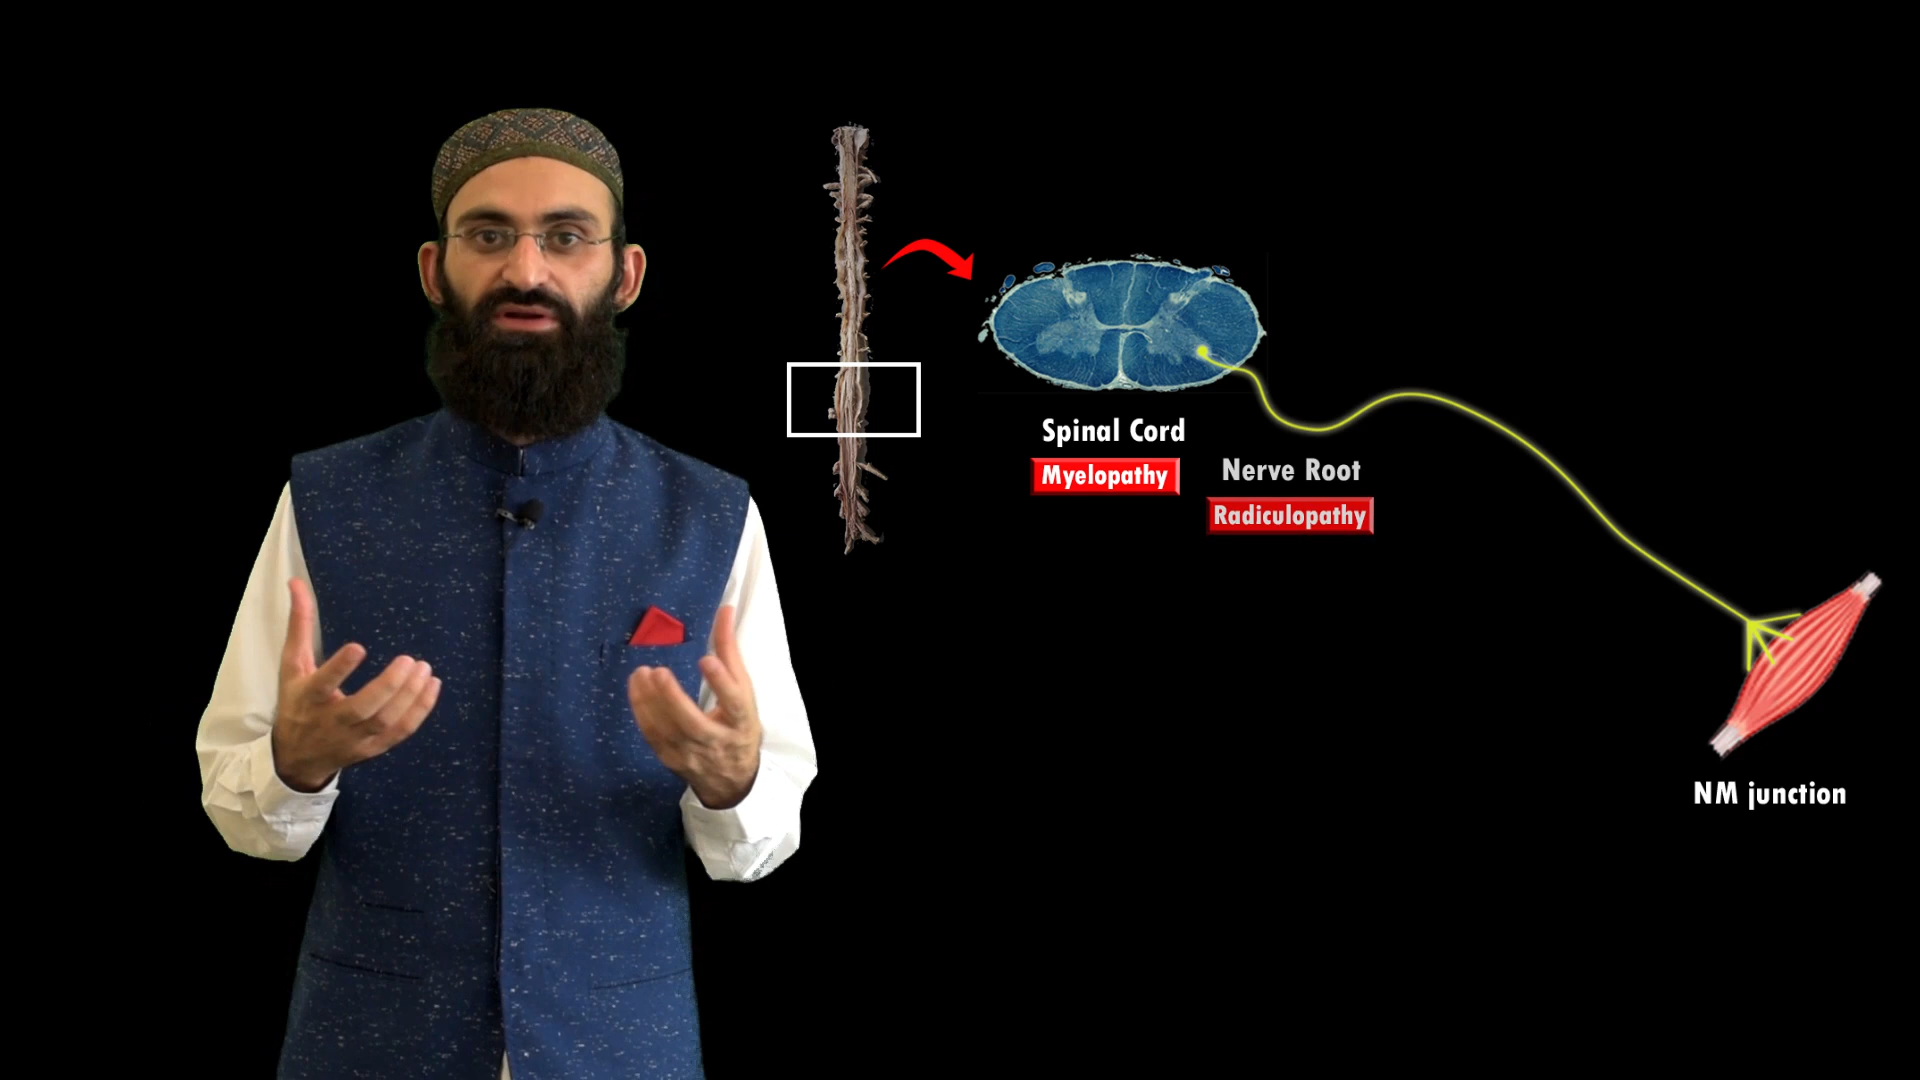 Spinal Cord
Myelopathy
Nerve Root
Radiculopathy
NM junction